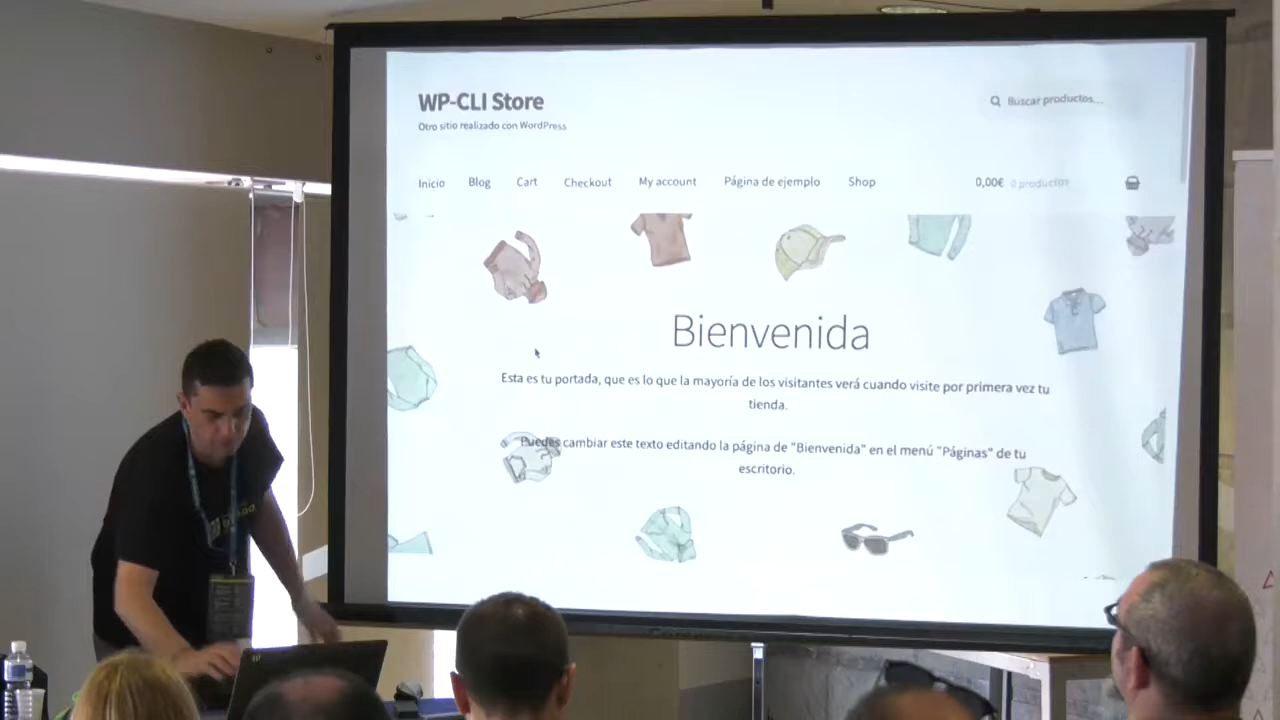 WP-CLI Store
Otro sitio realizado con WordPress
Buscar productos...
Inicio Blog Cart Checkout My account Página de ejemplo Shop 0,00€ 0 productos
Bienvenida
Esta es tu portada, que es lo que la mayoría de los visitantes verá cuando visite por primera vez tu
tienda.
Puedes cambiar este texto editando la página de "Bienvenida" en el menú "Páginas" de tu
escritorio.